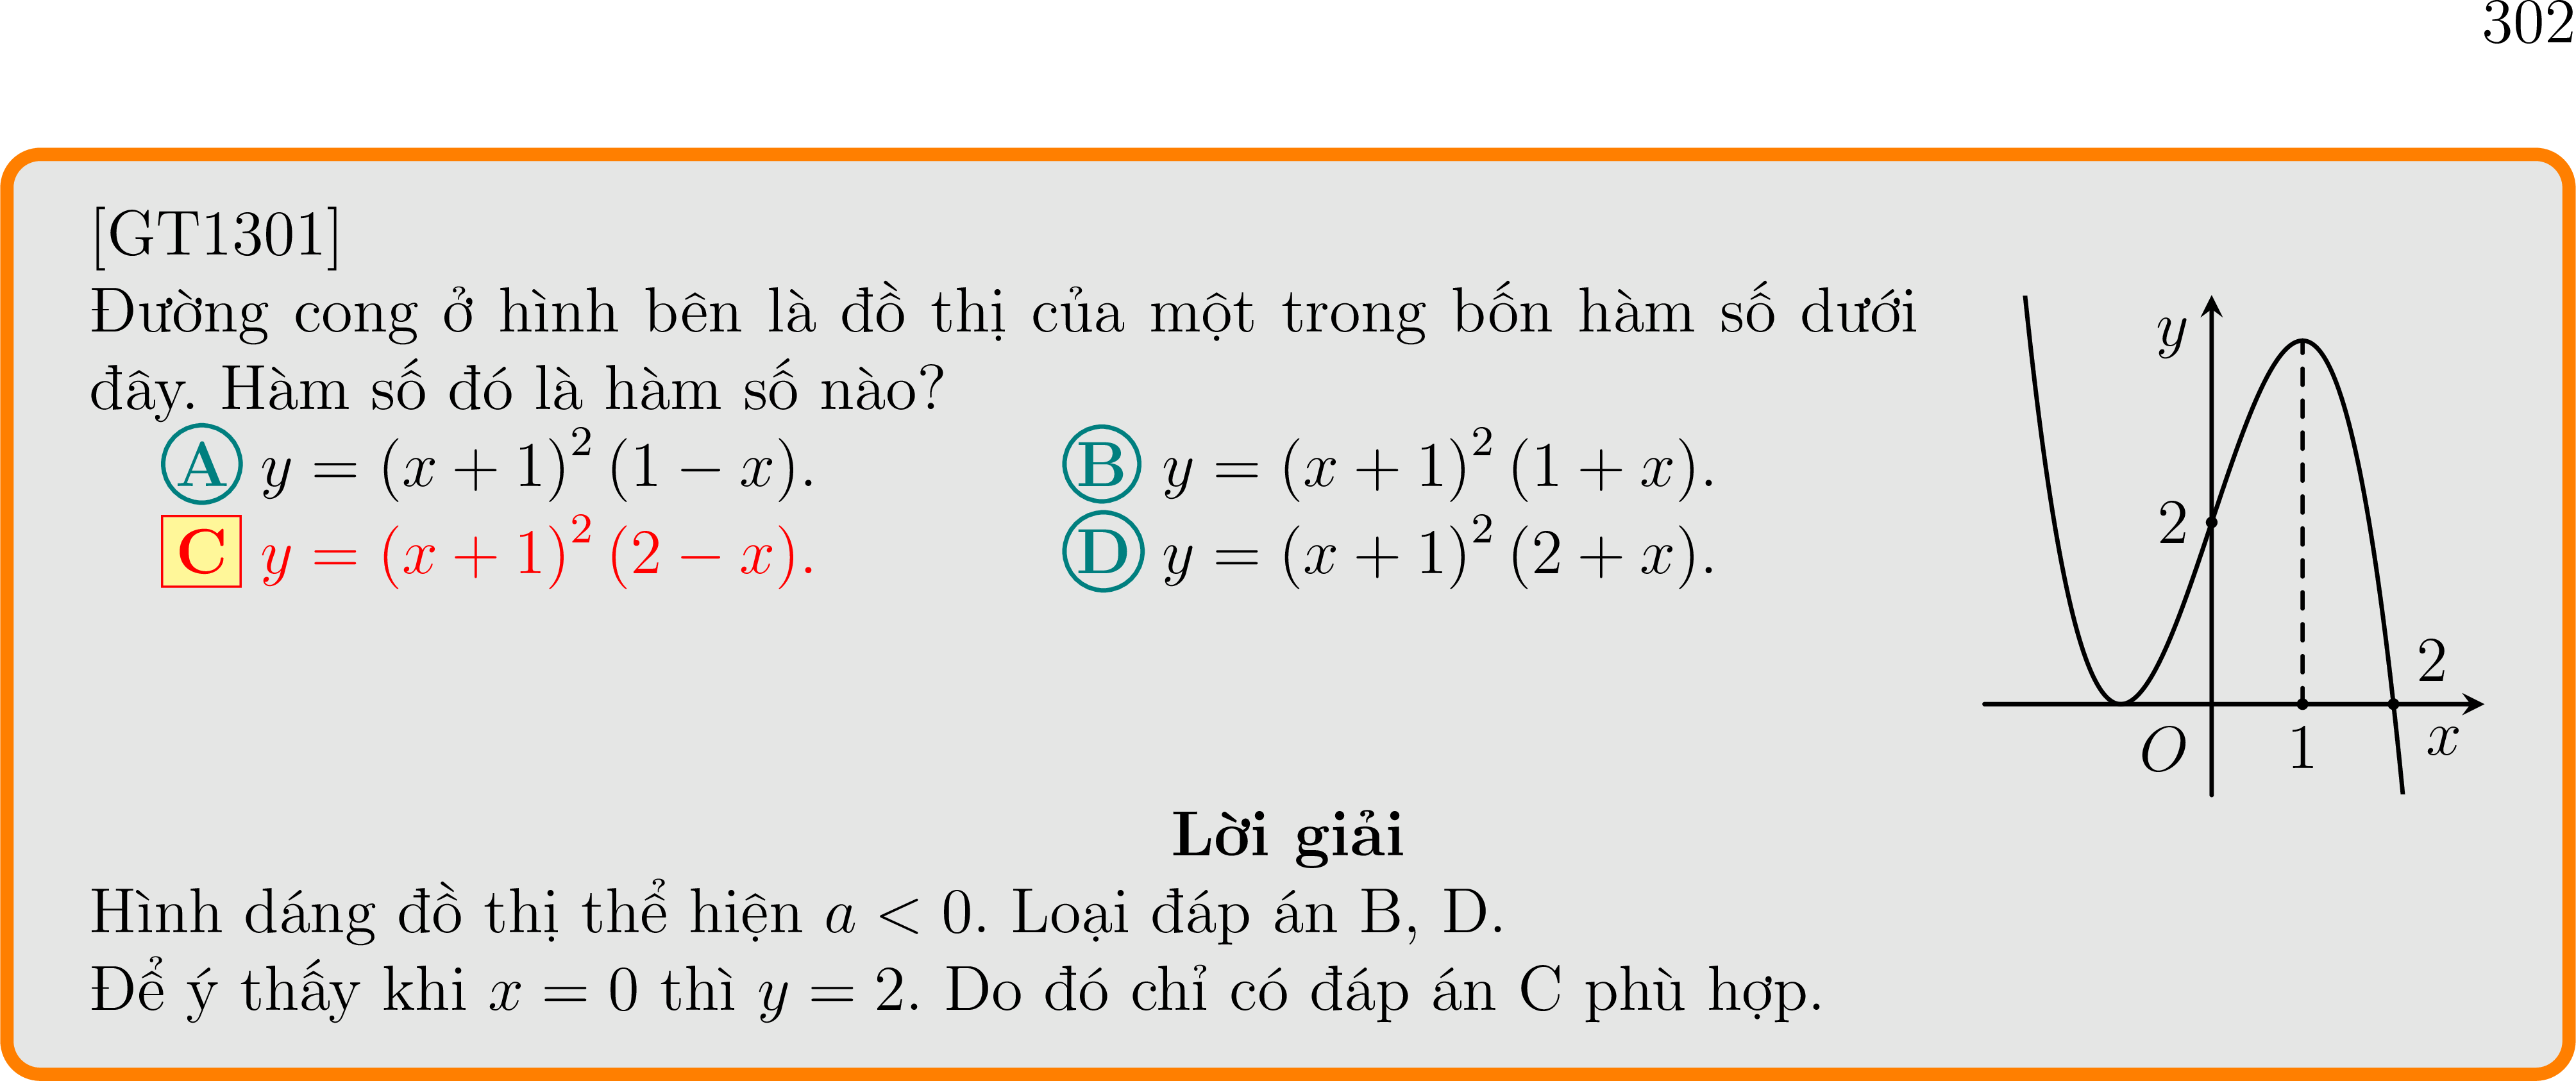 302
[GT1301]
Đường cong ở hình bên là đồ thị của một trong bốn hàm số dưới
đây. Hàm số đó là hàm số nào?
A y = (x + 1)² (1 − x). B y = (x + 1)² (1 + x).
C y = (x + 1)² (2 − x). D y = (x + 1)² (2 + x).
y
2
2
O 1 x
Lời giải
Hình dáng đồ thị thể hiện a < 0. Loại đáp án B, D.
Để ý thấy khi x = 0 thì y = 2. Do đó chỉ có đáp án C phù hợp.